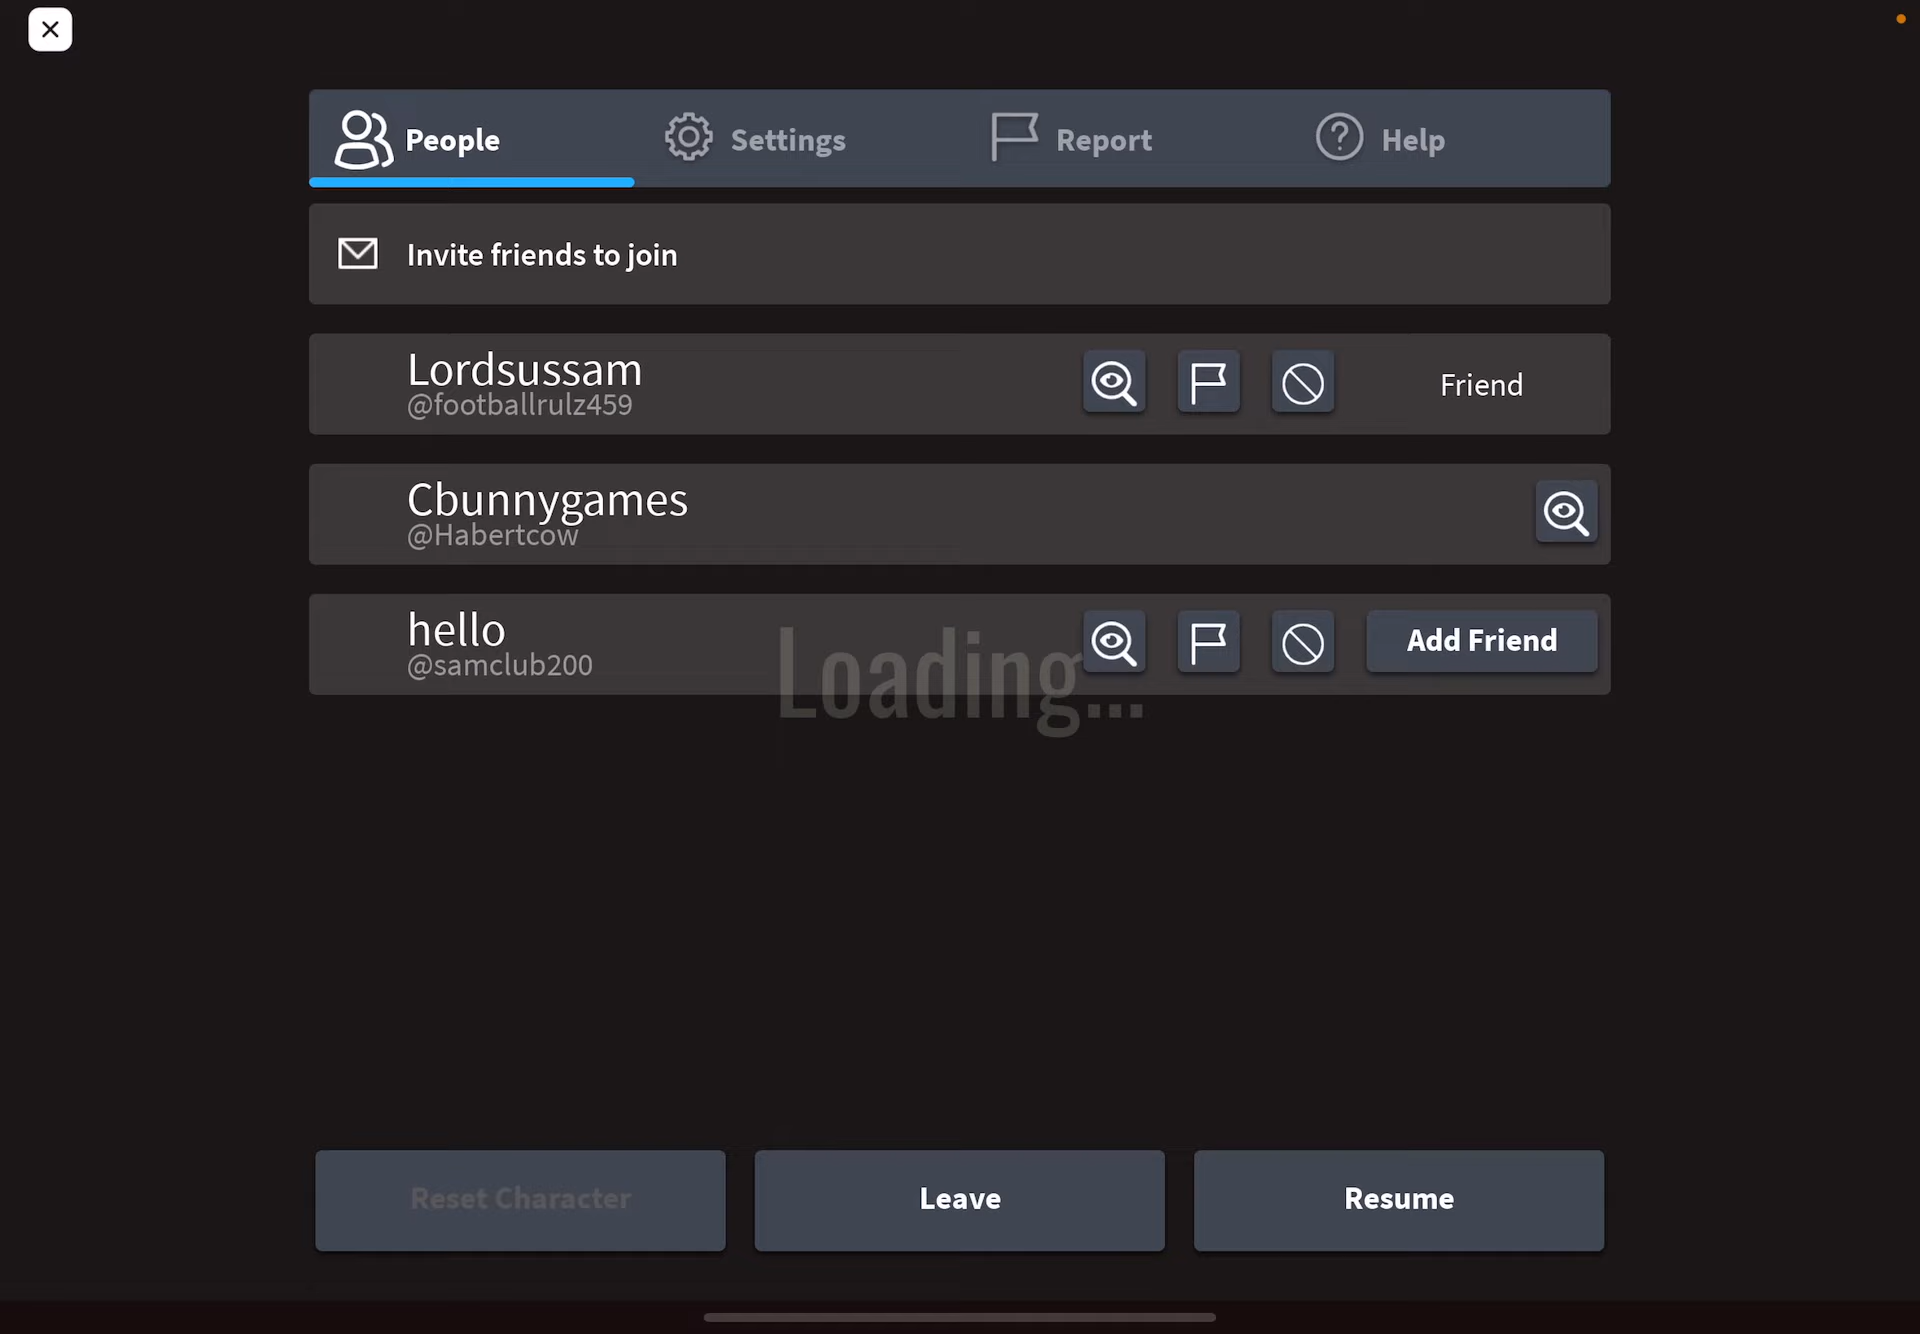 People
Settings
Report
Help
Invite friends to join
Lordsussam
@footballrulz459
Friend
Cbunnygames
@Habertcow
hello
@samclub200
Add Friend
Loading...
Reset Character
Leave
Resume